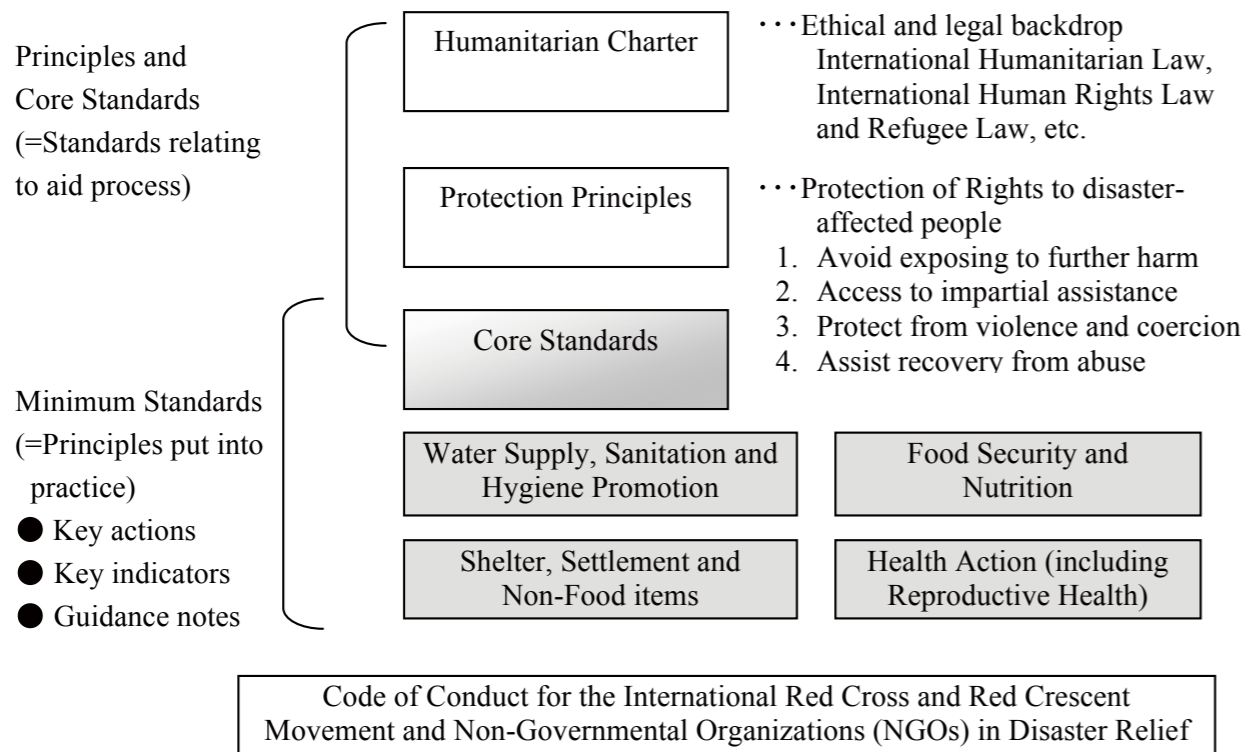 Principles and
Core Standards
(=Standards relating
to aid process)
Humanitarian Charter
･･･Ethical and legal backdrop
International Humanitarian Law,
International Human Rights Law
and Refugee Law, etc.
Protection Principles
･･･Protection of Rights to disaster-
affected people
1. Avoid exposing to further harm
2. Access to impartial assistance
3. Protect from violence and coercion
4. Assist recovery from abuse
Core Standards
Minimum Standards
(=Principles put into
practice)
● Key actions
● Key indicators
● Guidance notes
Water Supply, Sanitation and
Hygiene Promotion
Food Security and
Nutrition
Shelter, Settlement and
Non-Food items
Health Action (including
Reproductive Health)
Code of Conduct for the International Red Cross and Red Crescent
Movement and Non-Governmental Organizations (NGOs) in Disaster Relief